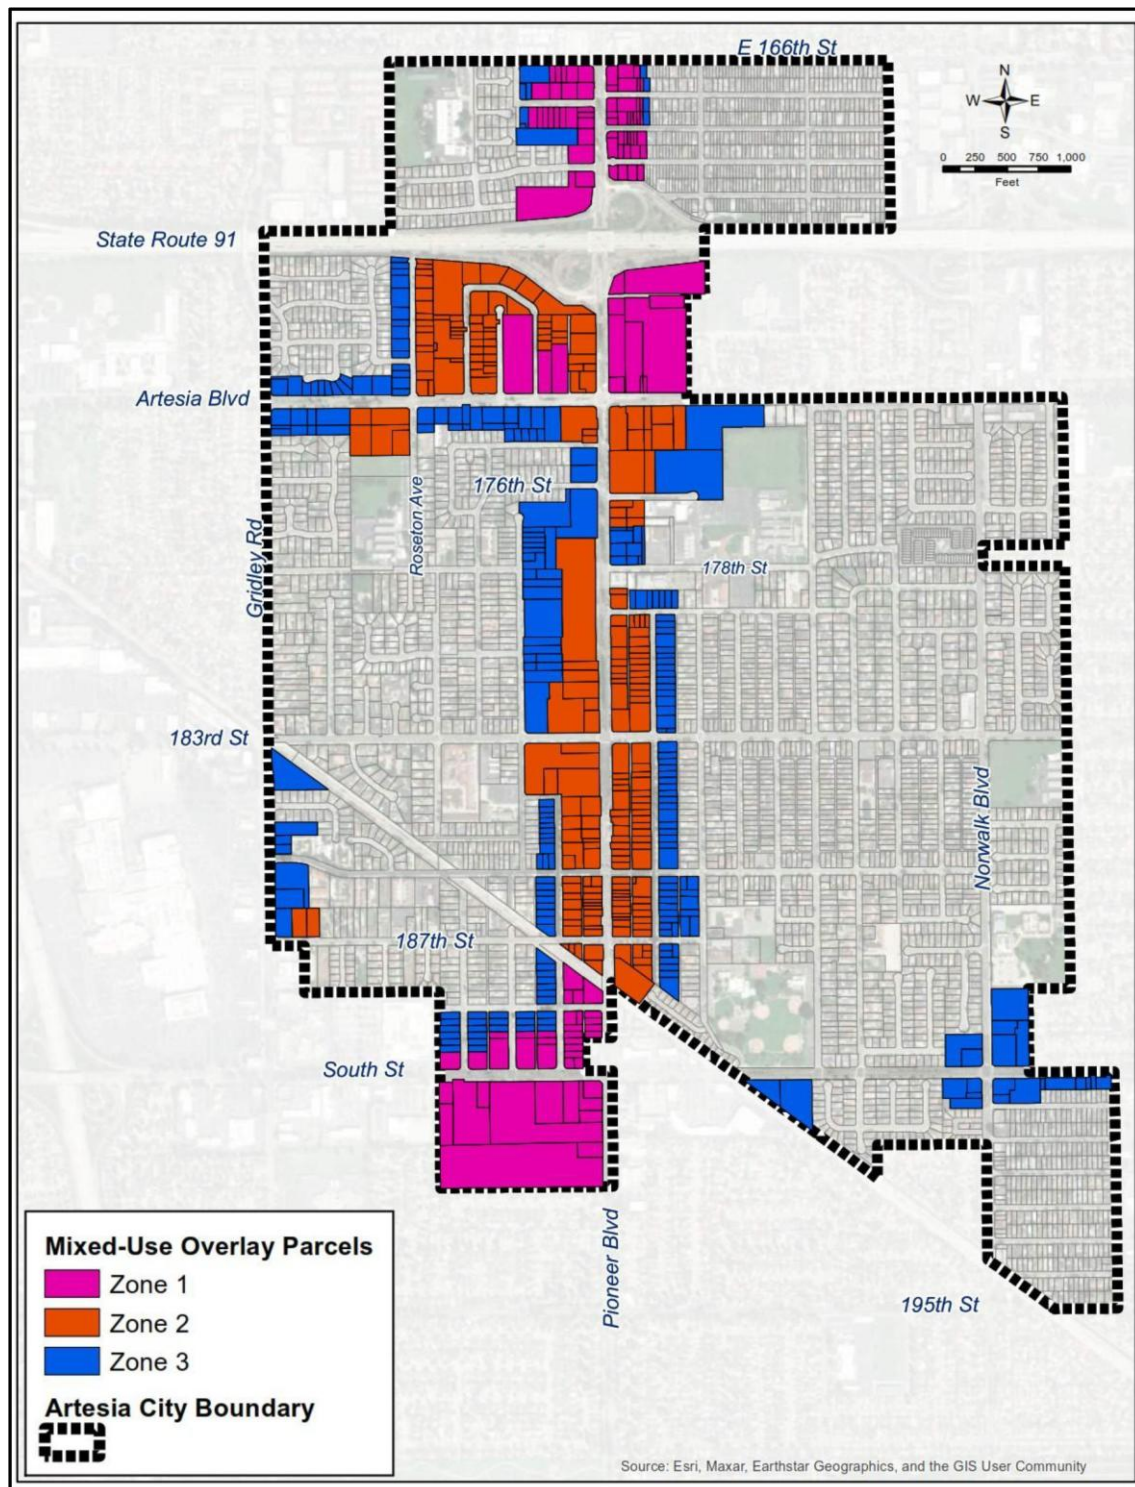 E 166th St
N
W E
S
0 250 500 750 1,000
Feet
State Route 91
Artesia Blvd
176th St
Roseton Ave
Gridley Rd
178th St
183rd St
Norwalk Blvd
187th St
South St
Pioneer Blvd
195th St
Mixed-Use Overlay Parcels
Zone 1
Zone 2
Zone 3
Artesia City Boundary
Source: Esri, Maxar, Earthstar Geographics, and the GIS User Community